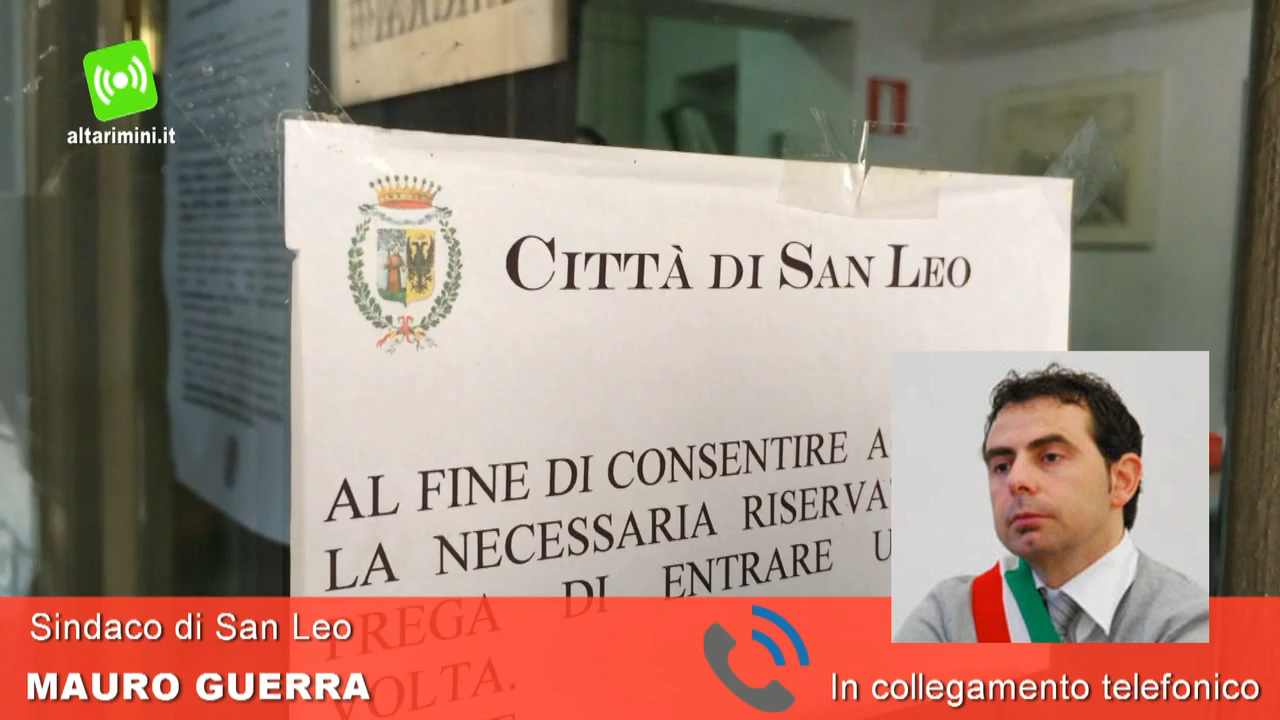 altarimini.it
CITTÀ DI SAN LEO
AL FINE DI CONSENTIRE A
LA NECESSARIA RISERVA
PREGA DI ENTRARE U
VOLTA.
Sindaco di San Leo
MAURO GUERRA
In collegamento telefonico